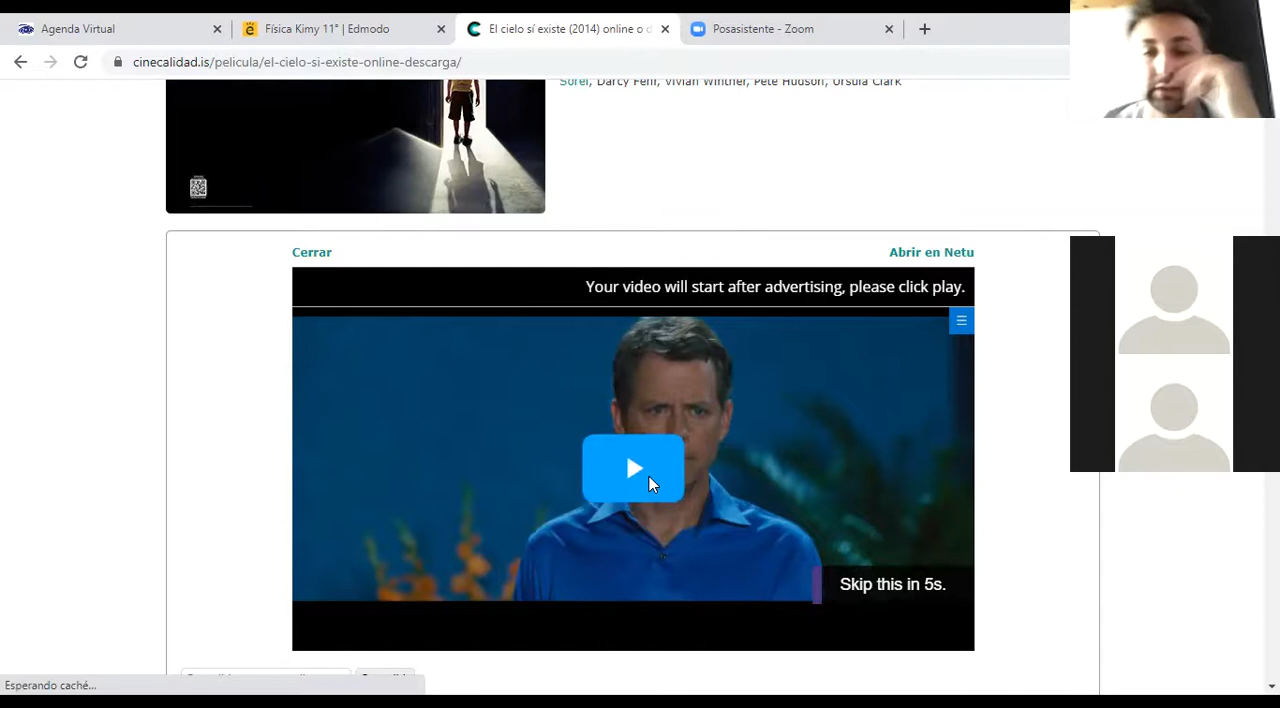 Agenda Virtual
Física Kimy 11° | Edmodo
El cielo sí existe (2014) online o d
Posasistente - Zoom
cinecalidad.is/pelicula/el-cielo-si-existe-online-descarga/
Sorel, Darcy Fehr, Vivian Winther, Pete Hudson, Ursula Clark
Cerrar
Abrir en Netu
Your video will start after advertising, please click play.
Skip this in 5s.
Esperando caché...